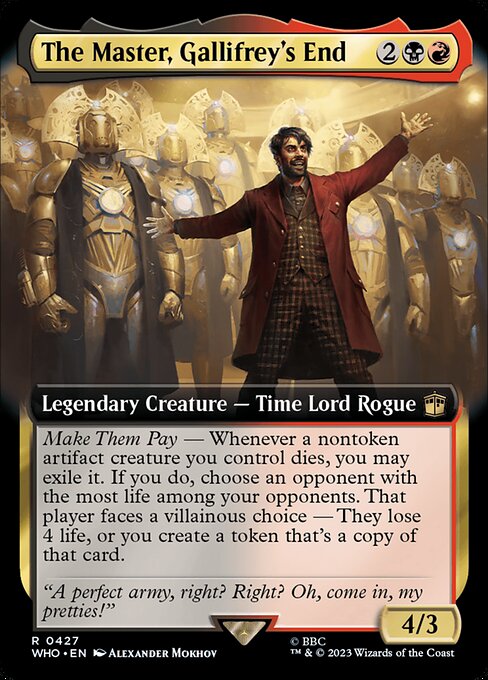 The Master, Gallifrey's End 2
Legendary Creature — Time Lord Rogue
Make Them Pay — Whenever a nontoken
artifact creature you control dies, you may
exile it. If you do, choose an opponent with
the most life among your opponents. That
player faces a villainous choice — They lose
4 life, or you create a token that's a copy of
that card.
"A perfect army, right? Right? Oh, come in, my
pretties!"
4/3
R 0427
WHO • EN Alexander Mokhov
© BBC
™ & © 2023 Wizards of the Coast